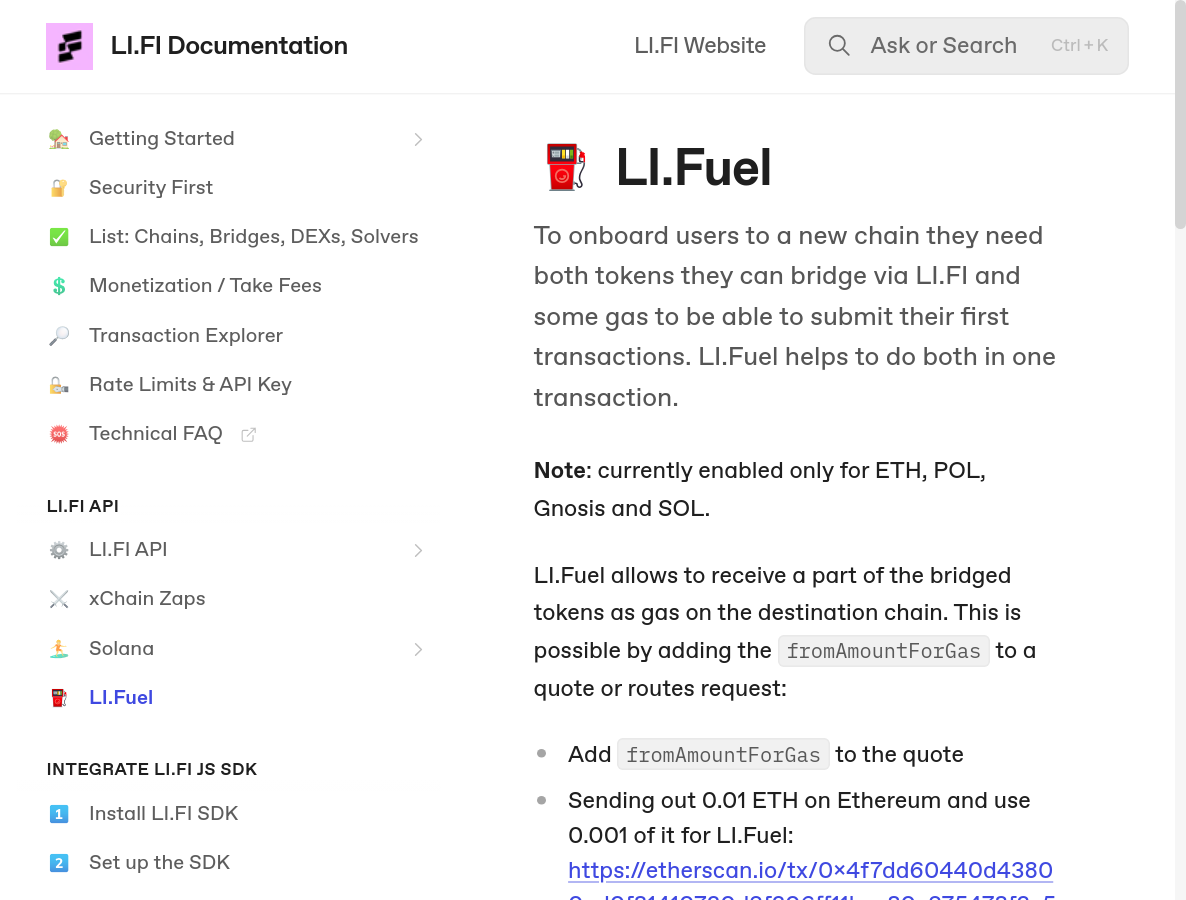 LI.FI Documentation
LI.FI Website
Ask or Search
Ctrl + K
Getting Started
Security First
List: Chains, Bridges, DEXs, Solvers
Monetization / Take Fees
Transaction Explorer
Rate Limits & API Key
Technical FAQ
LI.FI API
LI.FI API
xChain Zaps
Solana
LI.Fuel
INTEGRATE LI.FI JS SDK
1 Install LI.FI SDK
2 Set up the SDK
LI.Fuel
To onboard users to a new chain they need
both tokens they can bridge via LI.FI and
some gas to be able to submit their first
transactions. LI.Fuel helps to do both in one
transaction.
Note: currently enabled only for ETH, POL,
Gnosis and SOL.
LI.Fuel allows to receive a part of the bridged
tokens as gas on the destination chain. This is
possible by adding the fromAmountForGas to a
quote or routes request:
Add fromAmountForGas to the quote
Sending out 0.01 ETH on Ethereum and use
0.001 of it for LI.Fuel:
https://etherscan.io/tx/0x4f7dd60440d4380